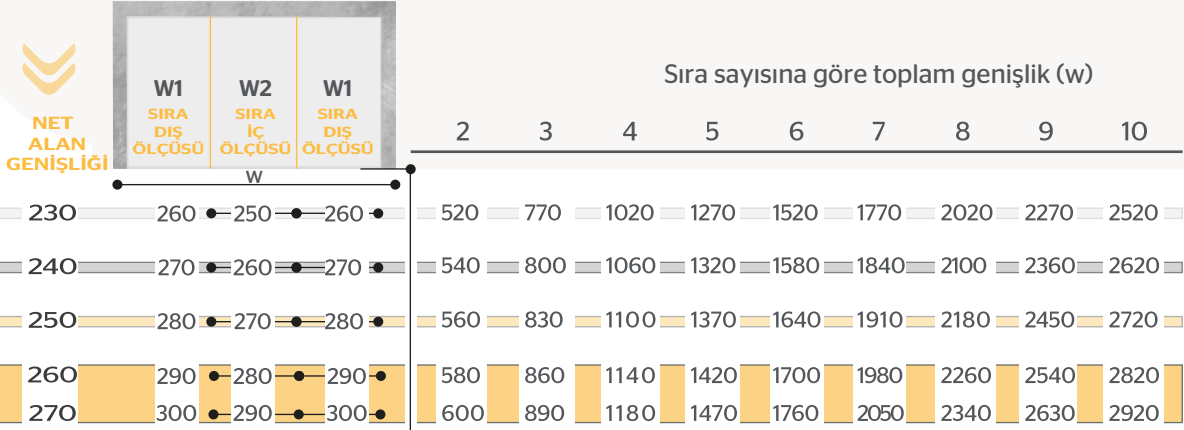 Sıra sayısına göre toplam genişlik (w)
NET
ALAN
GENİŞLİĞİ
W1 W2 W1
SIRA SIRA SIRA
DIŞ İÇ DIŞ
ÖLÇÜSÜ ÖLÇÜSÜ ÖLÇÜSÜ
W
2 3 4 5 6 7 8 9 10
230 260 250 260 520 770 1020 1270 1520 1770 2020 2270 2520
240 270 260 270 540 800 1060 1320 1580 1840 2100 2360 2620
250 280 270 280 560 830 1100 1370 1640 1910 2180 2450 2720
260 290 280 290 580 860 1140 1420 1700 1980 2260 2540 2820
270 300 290 300 600 890 1180 1470 1760 2050 2340 2630 2920